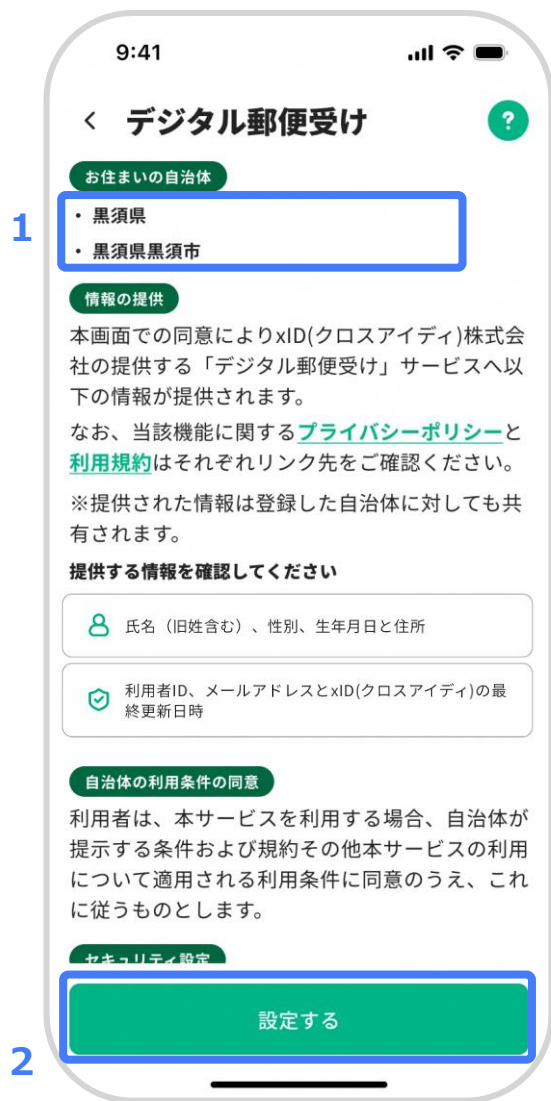 9:41
デジタル郵便受け
?
お住まいの自治体
1
・ 黒須県
・ 黒須県黒須市
情報の提供
本画面での同意によりxID(クロスアイディ)株式会
社の提供する「デジタル郵便受け」サービスへ以
下の情報が提供されます。
なお、当該機能に関するプライバシーポリシーと
利用規約はそれぞれリンク先をご確認ください。
※提供された情報は登録した自治体に対しても共
有されます。
提供する情報を確認してください
氏名（旧姓含む）、性別、生年月日と住所
利用者ID、メールアドレスとxID(クロスアイディ)の最
終更新日時
自治体の利用条件の同意
利用者は、本サービスを利用する場合、自治体が
提示する条件および規約その他本サービスの利用
について適用される利用条件に同意のうえ、これ
に従うものとします。
セキュリティ設定
設定する
2